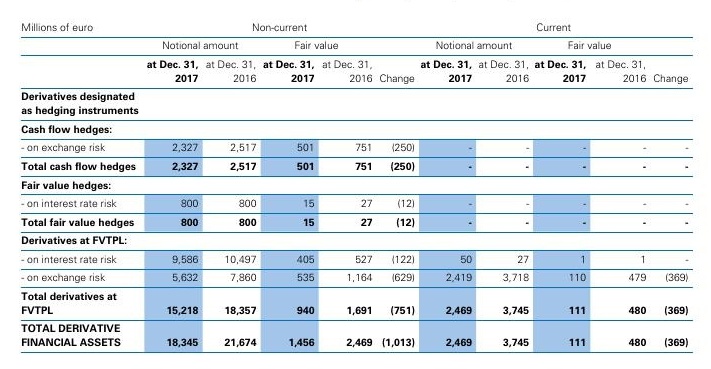 Millions of euro Non-current Current
Notional amount Fair value Notional amount Fair value
at Dec. 31, at Dec. 31, at Dec. 31, at Dec. 31, at Dec. 31, at Dec. 31, at Dec. 31, at Dec. 31,
2017 2016 2017 2016 Change 2017 2016 2017 2016 Change
Derivatives designated
as hedging instruments
Cash flow hedges:
- on exchange risk 2,327 2,517 501 751 (250) - - - - -
Total cash flow hedges 2,327 2,517 501 751 (250) - - - - -
Fair value hedges:
- on interest rate risk 800 800 15 27 (12) - - - - -
Total fair value hedges 800 800 15 27 (12) - - - - -
Derivatives at FVTPL:
- on interest rate risk 9,586 10,497 405 527 (122) 50 27 1 1 -
- on exchange risk 5,632 7,860 535 1,164 (629) 2,419 3,718 110 479 (369)
Total derivatives at
FVTPL 15,218 18,357 940 1,691 (751) 2,469 3,745 111 480 (369)
TOTAL DERIVATIVE
FINANCIAL ASSETS 18,345 21,674 1,456 2,469 (1,013) 2,469 3,745 111 480 (369)